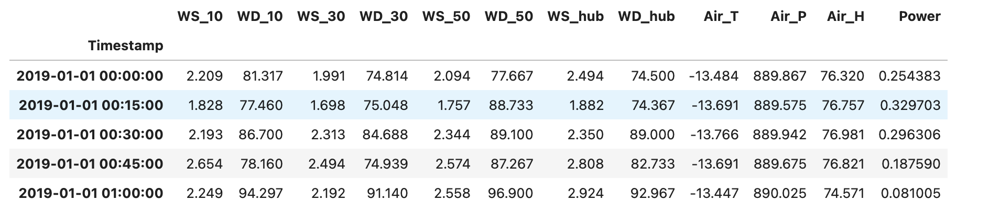 WS_10 WD_10 WS_30 WD_30 WS_50 WD_50 WS_hub WD_hub Air_T Air_P Air_H Power
Timestamp
2019-01-01 00:00:00 2.209 81.317 1.991 74.814 2.094 77.667 2.494 74.500 -13.484 889.867 76.320 0.254383
2019-01-01 00:15:00 1.828 77.460 1.698 75.048 1.757 88.733 1.882 74.367 -13.691 889.575 76.757 0.329703
2019-01-01 00:30:00 2.193 86.700 2.313 84.688 2.344 89.100 2.350 89.000 -13.766 889.942 76.981 0.296306
2019-01-01 00:45:00 2.654 78.160 2.494 74.939 2.574 87.267 2.808 82.733 -13.691 889.675 76.821 0.187590
2019-01-01 01:00:00 2.249 94.297 2.192 91.140 2.558 96.900 2.924 92.967 -13.447 890.025 74.571 0.081005